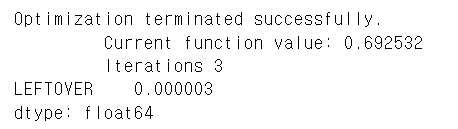 Optimization terminated successfully.
Current function value: 0.692532
Iterations 3
LEFTOVER 0.000003
dtype: float64